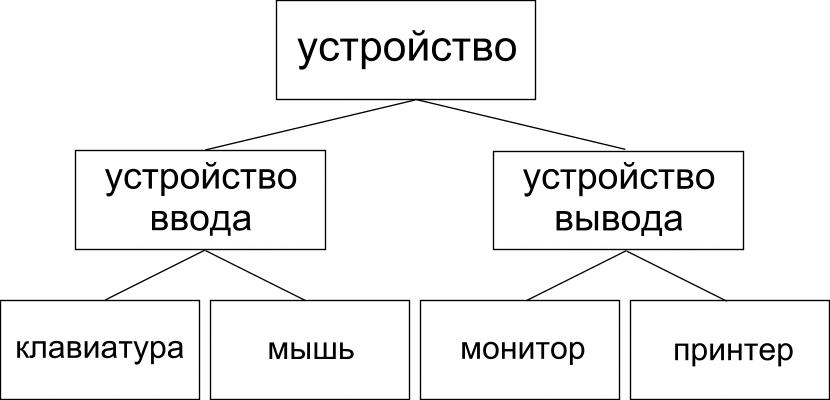 устройство
устройство
ввода
устройство
вывода
клавиатура
мышь
монитор
принтер